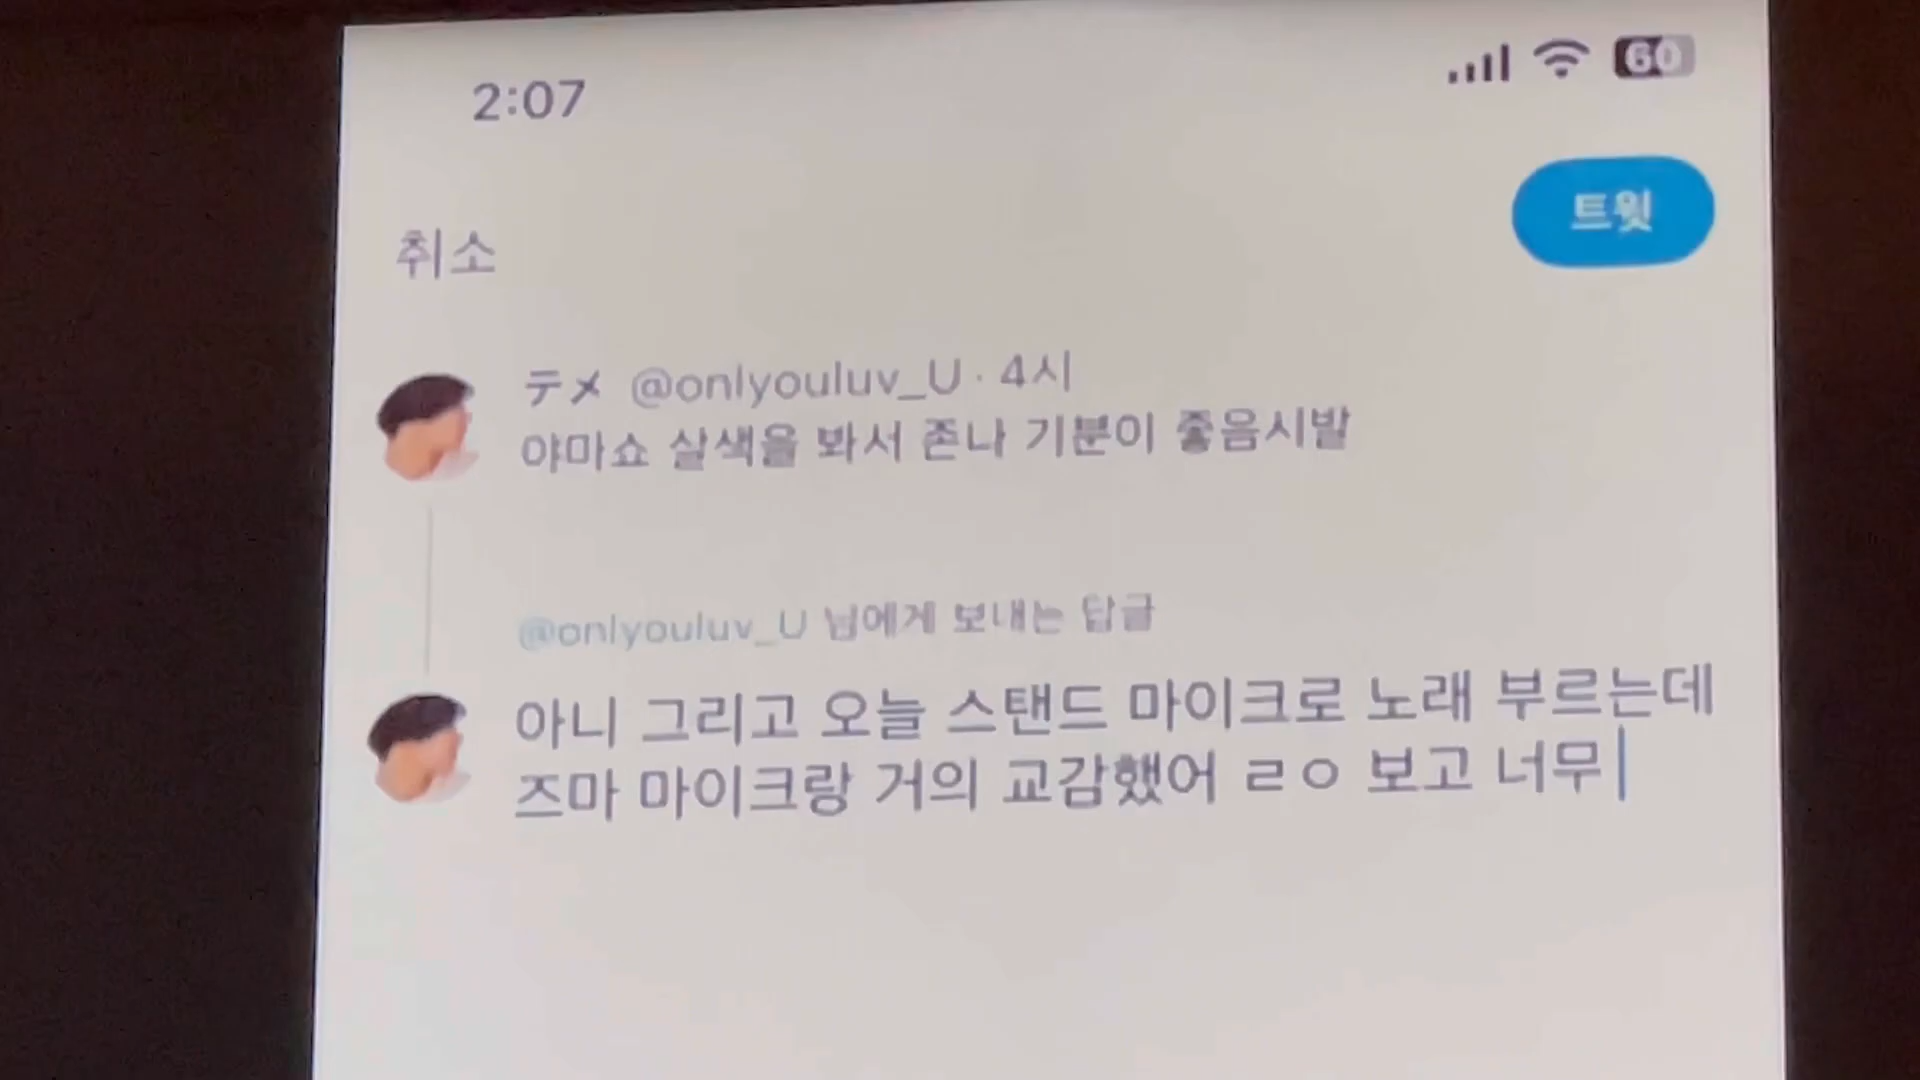 2:07
60
취소
트윗
テメ @onlyouluv_U · 4시
야마쇼 살색을 봐서 존나 기분이 좋음시발
@onlyouluv_U 님에게 보내는 답글
아니 그리고 오늘 스탠드 마이크로 노래 부르는데
즈마 마이크랑 거의 교감했어 ㄹㅇ 보고 너무